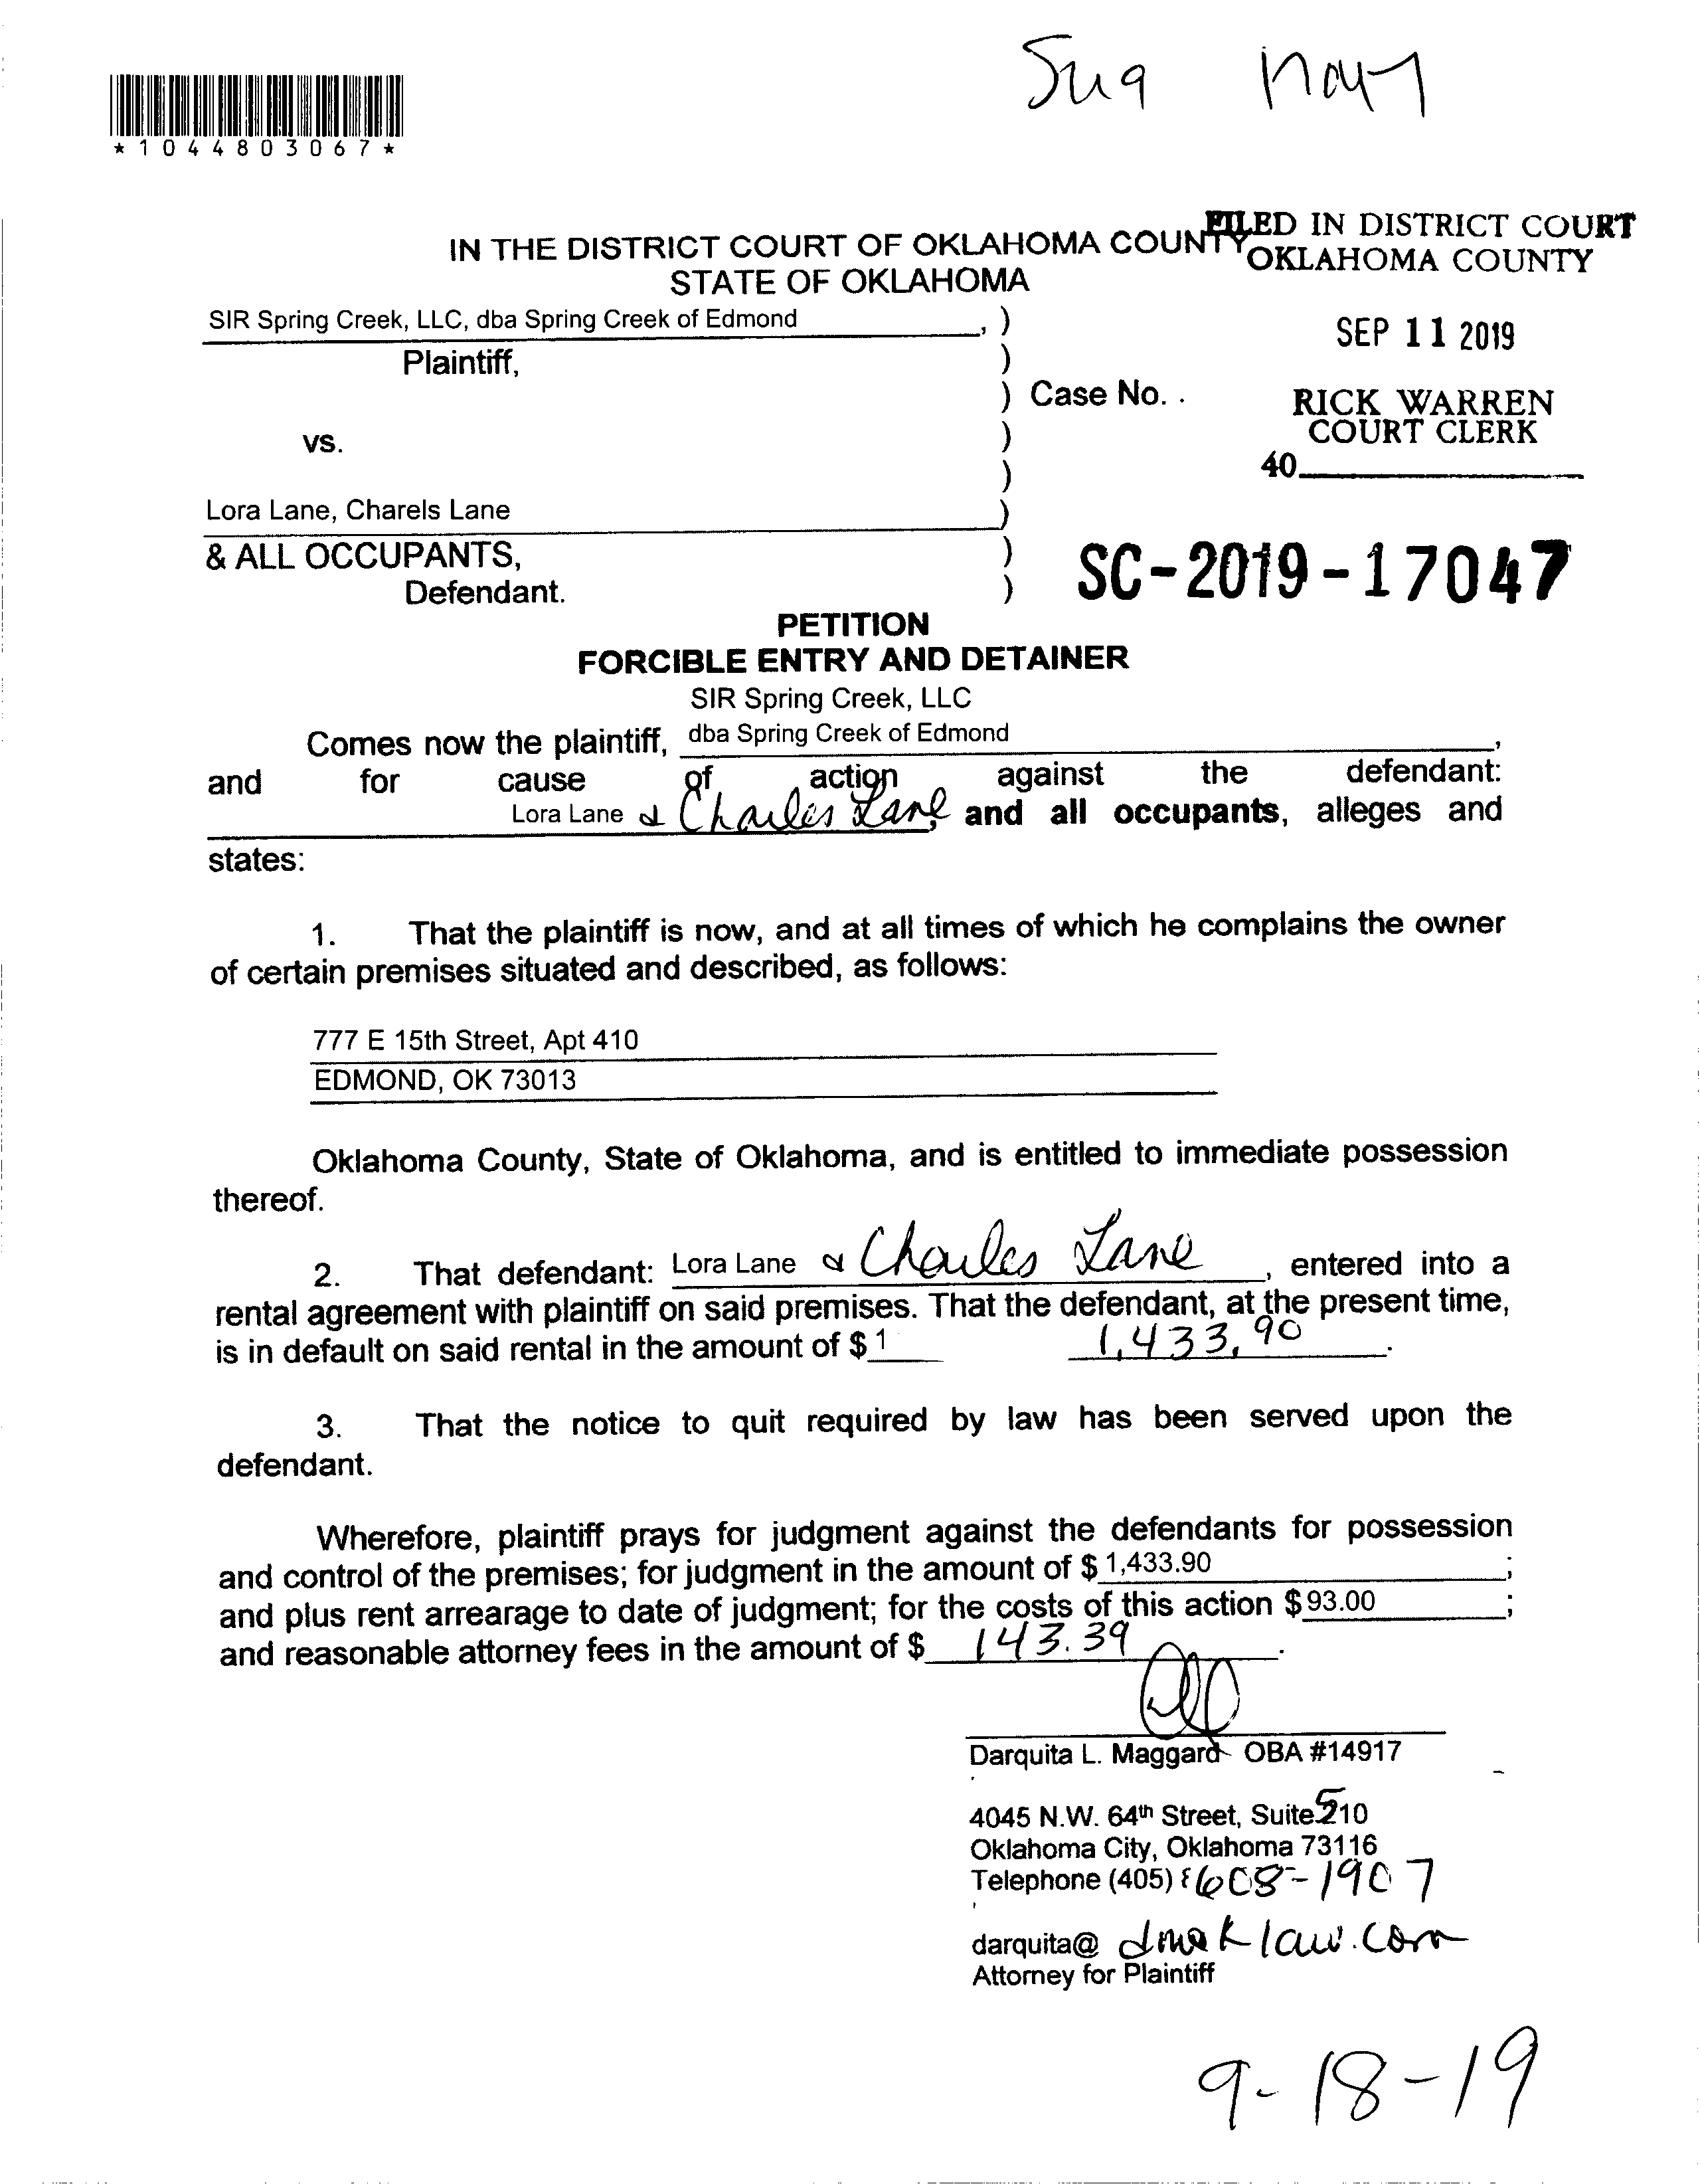 *1044803067*
IN THE DISTRICT COURT OF OKLAHOMA COUNTY
STATE OF OKLAHOMA
FILED IN DISTRICT COURT
OKLAHOMA COUNTY
SEP 11 2019
RICK WARREN
COURT CLERK
40
SIR Spring Creek, LLC, dba Spring Creek of Edmond , )
Plaintiff, )
) Case No. .
vs. )
)
Lora Lane, Charels Lane )
& ALL OCCUPANTS, )
Defendant. )
SC-2019-17047
PETITION
FORCIBLE ENTRY AND DETAINER
SIR Spring Creek, LLC
Comes now the plaintiff, dba Spring Creek of Edmond ,
and for cause of action against the defendant:
Lora Lane & Charles Lane, and all occupants, alleges and
states:
1. That the plaintiff is now, and at all times of which he complains the owner
of certain premises situated and described, as follows:
777 E 15th Street, Apt 410
EDMOND, OK 73013
Oklahoma County, State of Oklahoma, and is entitled to immediate possession
thereof.
2. That defendant: Lora Lane & Charles Lane , entered into a
rental agreement with plaintiff on said premises. That the defendant, at the present time,
is in default on said rental in the amount of $ 1 1,433.90 .
3. That the notice to quit required by law has been served upon the
defendant.
Wherefore, plaintiff prays for judgment against the defendants for possession
and control of the premises; for judgment in the amount of $ 1,433.90 ;
and plus rent arrearage to date of judgment; for the costs of this action $ 93.00 ;
and reasonable attorney fees in the amount of $ 143.39 .
Darquita L. Maggard OBA #14917
4045 N.W. 64th Street, Suite 510
Oklahoma City, Oklahoma 73116
Telephone (405) 608-1907
darquita@
Attorney for Plaintiff
9-18-19